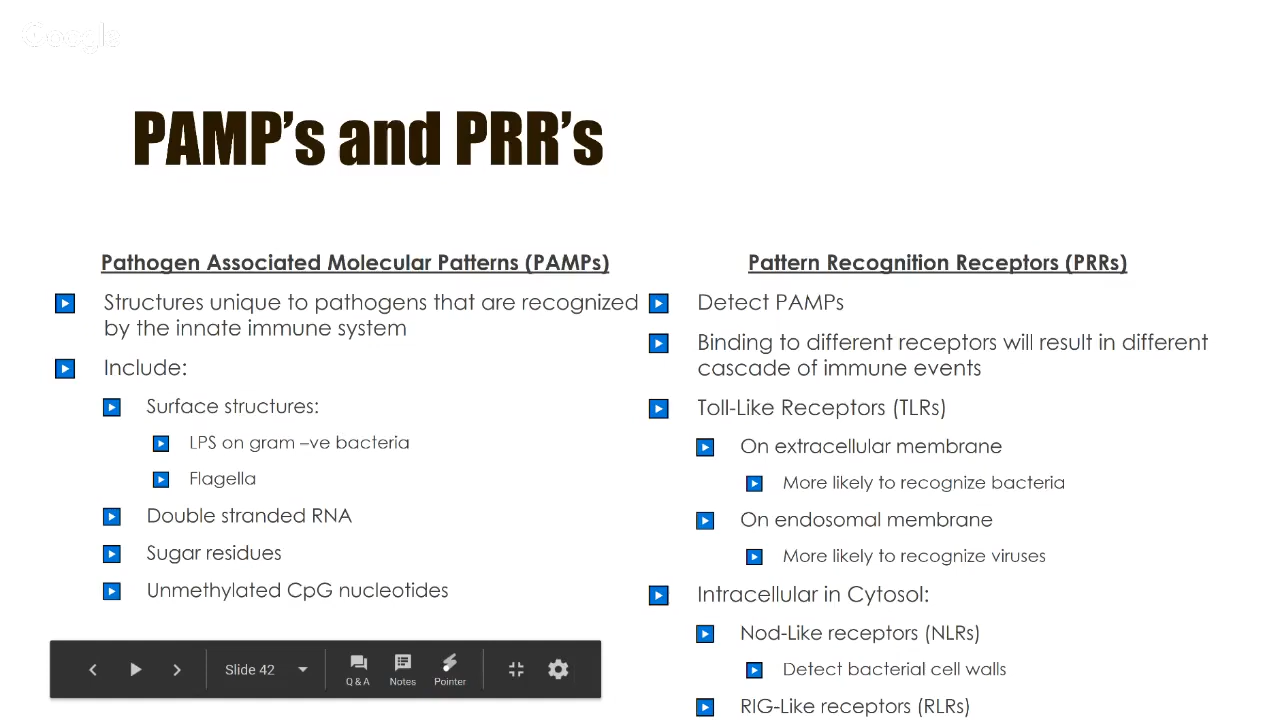 Google
PAMP's and PRR's
Pathogen Associated Molecular Patterns (PAMPs)
Structures unique to pathogens that are recognized
by the innate immune system
Include:
Surface structures:
LPS on gram –ve bacteria
Flagella
Double stranded RNA
Sugar residues
Unmethylated CpG nucleotides
Pattern Recognition Receptors (PRRs)
Detect PAMPs
Binding to different receptors will result in different
cascade of immune events
Toll-Like Receptors (TLRs)
On extracellular membrane
More likely to recognize bacteria
On endosomal membrane
More likely to recognize viruses
Intracellular in Cytosol:
Nod-Like receptors (NLRs)
Detect bacterial cell walls
RIG-Like receptors (RLRs)
Slide 42
Q & A
Notes
Pointer